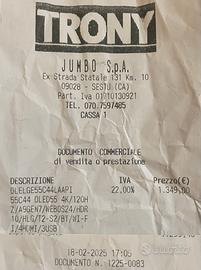 TRONY
JUMBO S.p.A.
Ex Strada Statale 131 Km. 10
09028 - SESTU (CA)
Part. Iva 01110130921
TEL. 070.7597485
CASSA 1
DOCUMENTO COMMERCIALE
di vendita o prestazione
DESCRIZIONE IVA Prezzo(€)
OLELGE55C44LAAPI 22,00% 1.349,00
55C44 OLED55 4K/120H
Z/A9GEN7/WEBOS24/HDR
10/HLG/T2-S2/BT/WI-F
I/4HDMI/3USB
18-02-2025 17:05
DOCUMENTO N. 1225-0083